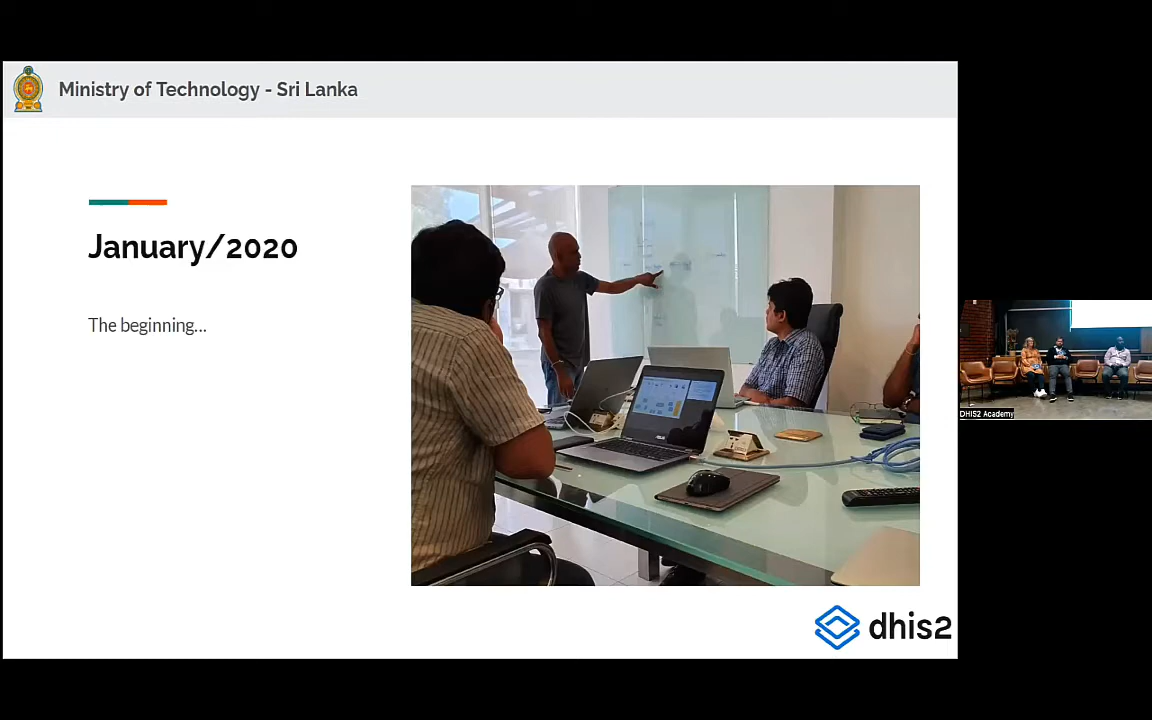 Ministry of Technology - Sri Lanka
January/2020
The beginning...
dhis2
DHIS2 Academy